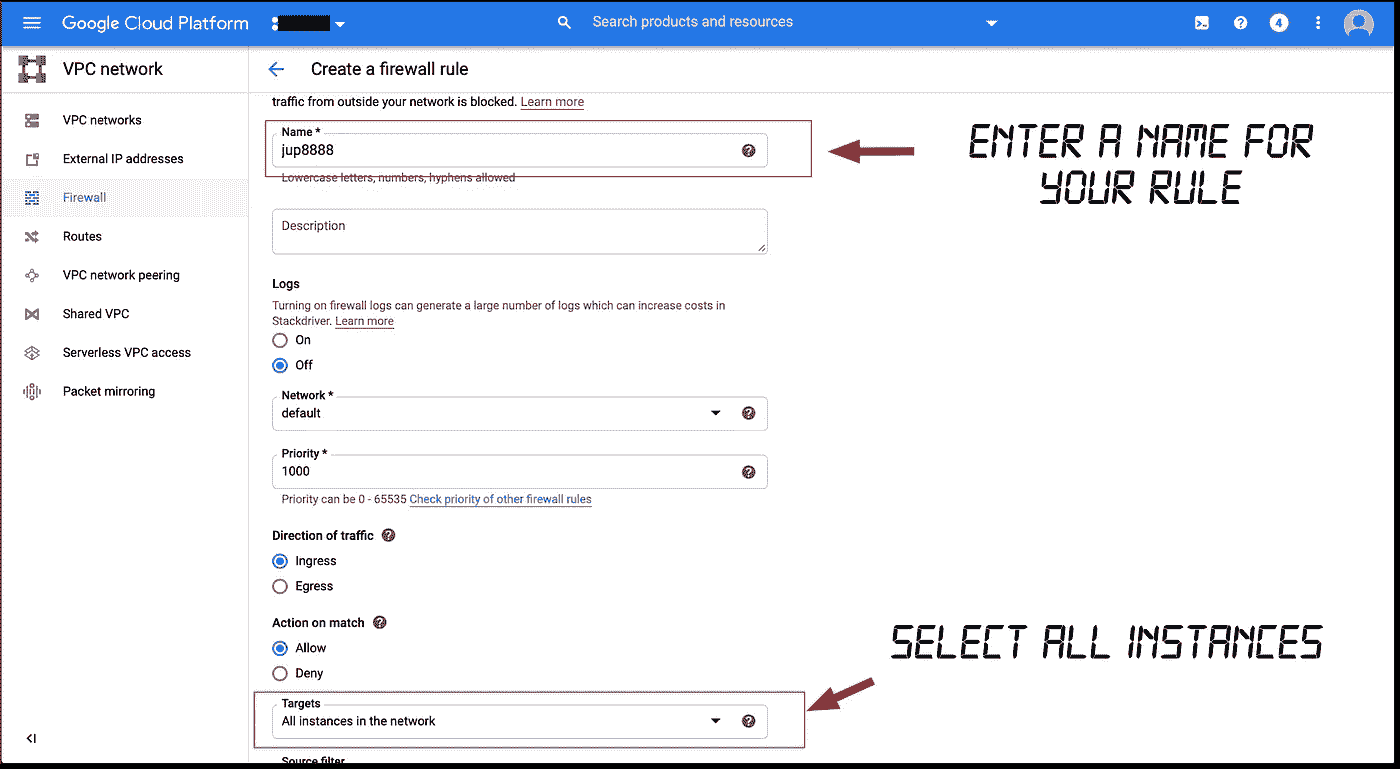 Google Cloud Platform
Search products and resources
4
VPC network
Create a firewall rule
VPC networks
External IP addresses
Firewall
Routes
VPC network peering
Shared VPC
Serverless VPC access
Packet mirroring
traffic from outside your network is blocked. Learn more
Name *
jup8888
Lowercase letters, numbers, hyphens allowed
ENTER A NAME FOR
YOUR RULE
Description
Logs
Turning on firewall logs can generate a large number of logs which can increase costs in
Stackdriver. Learn more
On
Off
Network *
default
Priority *
1000
Priority can be 0 - 65535 Check priority of other firewall rules
Direction of traffic
Ingress
Egress
Action on match
Allow
Deny
SELECT ALL INSTANCES
Targets
All instances in the network
Source filter